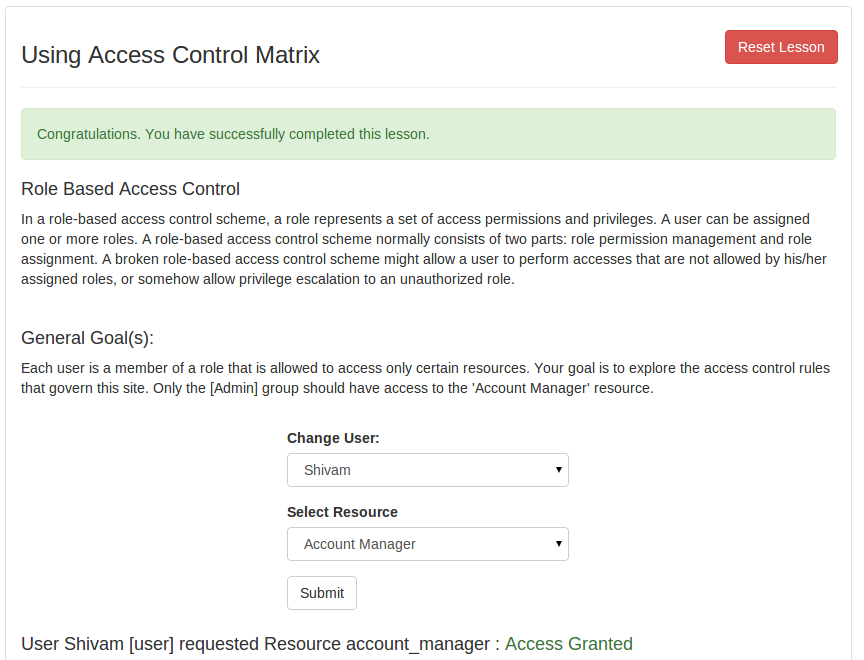 Using Access Control Matrix
Reset Lesson
Congratulations. You have successfully completed this lesson.
Role Based Access Control
In a role-based access control scheme, a role represents a set of access permissions and privileges. A user can be assigned
one or more roles. A role-based access control scheme normally consists of two parts: role permission management and role
assignment. A broken role-based access control scheme might allow a user to perform accesses that are not allowed by his/her
assigned roles, or somehow allow privilege escalation to an unauthorized role.
General Goal(s):
Each user is a member of a role that is allowed to access only certain resources. Your goal is to explore the access control rules
that govern this site. Only the [Admin] group should have access to the 'Account Manager' resource.
Change User:
Shivam
Select Resource
Account Manager
Submit
User Shivam [user] requested Resource account_manager : Access Granted